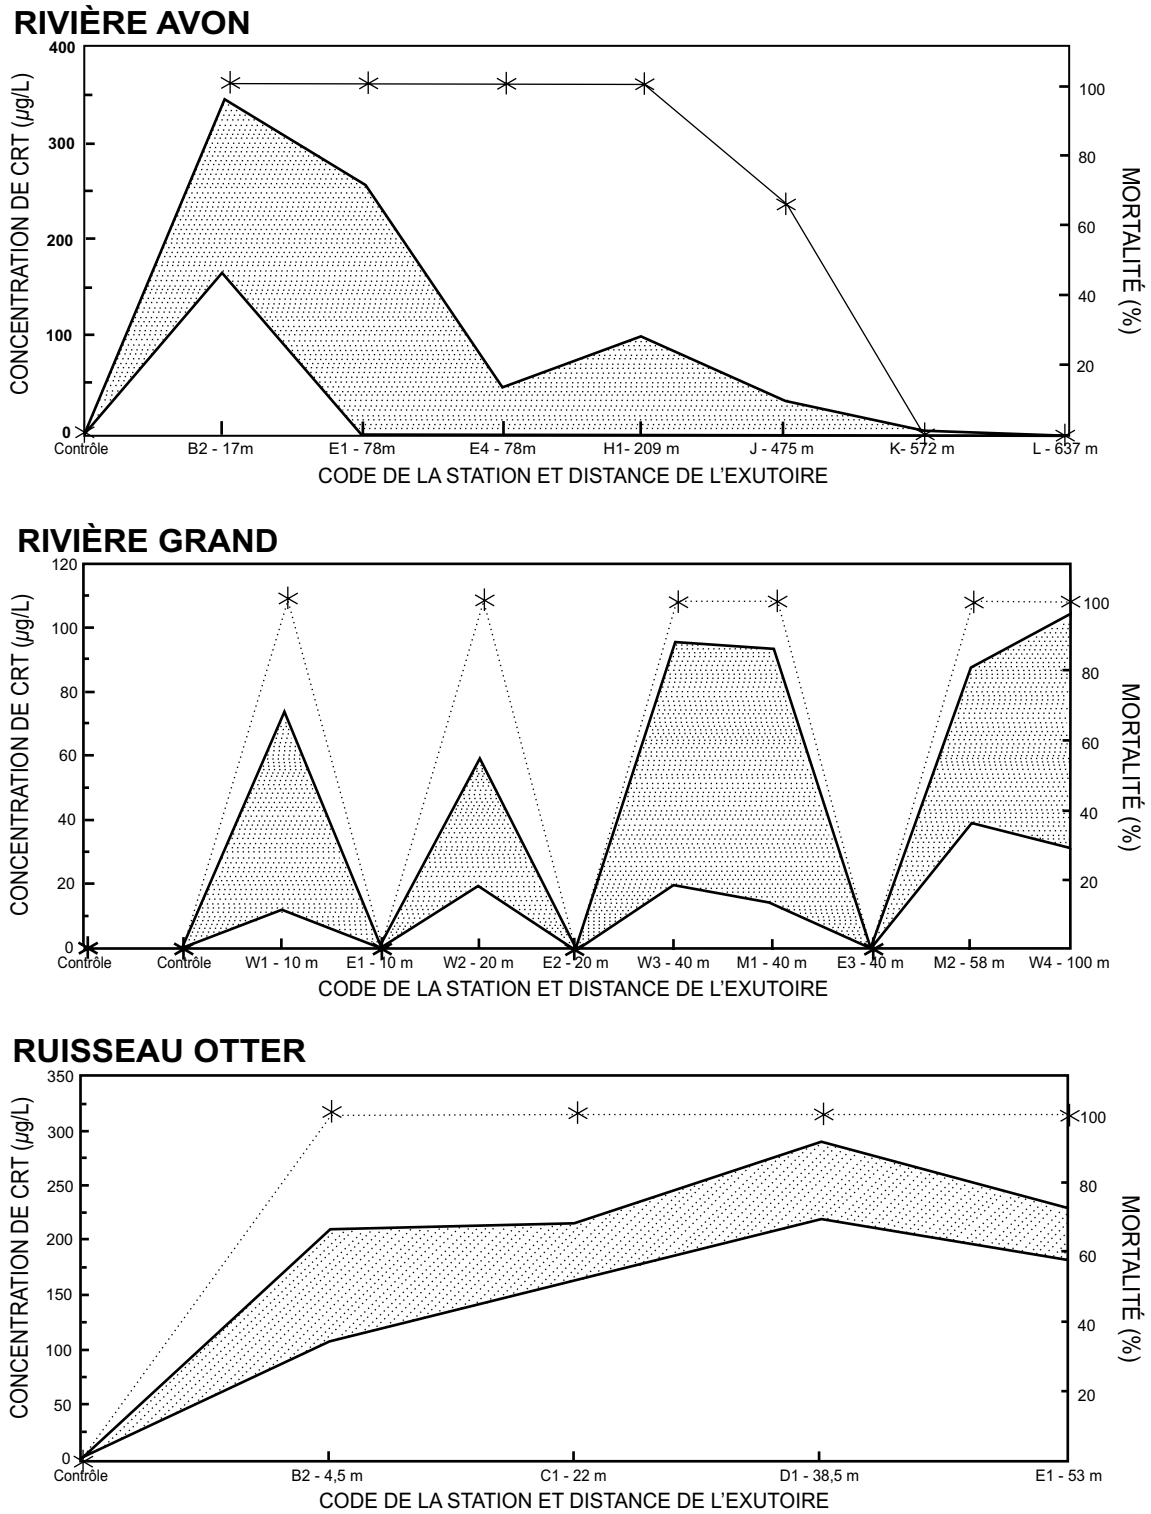 RIVIÈRE AVON
CONCENTRATION DE CRT (µg/L)
400
300
200
100
0
100
80
60
40
20
MORTALITÉ (%)
Contrôle B2 - 17m E1 - 78m E4 - 78m H1- 209 m J - 475 m K- 572 m L - 637 m
CODE DE LA STATION ET DISTANCE DE L’EXUTOIRE
RIVIÈRE GRAND
CONCENTRATION DE CRT (µg/L)
120
100
80
60
40
20
0
100
80
60
40
20
MORTALITÉ (%)
Contrôle Contrôle W1 - 10 m E1 - 10 m W2 - 20 m E2 - 20 m W3 - 40 m M1 - 40 m E3 - 40 m M2 - 58 m W4 - 100 m
CODE DE LA STATION ET DISTANCE DE L’EXUTOIRE
RUISSEAU OTTER
CONCENTRATION DE CRT (µg/L)
350
300
250
200
150
100
50
0
100
80
60
40
20
MORTALITÉ (%)
Contrôle B2 - 4,5 m C1 - 22 m D1 - 38,5 m E1 - 53 m
CODE DE LA STATION ET DISTANCE DE L’EXUTOIRE